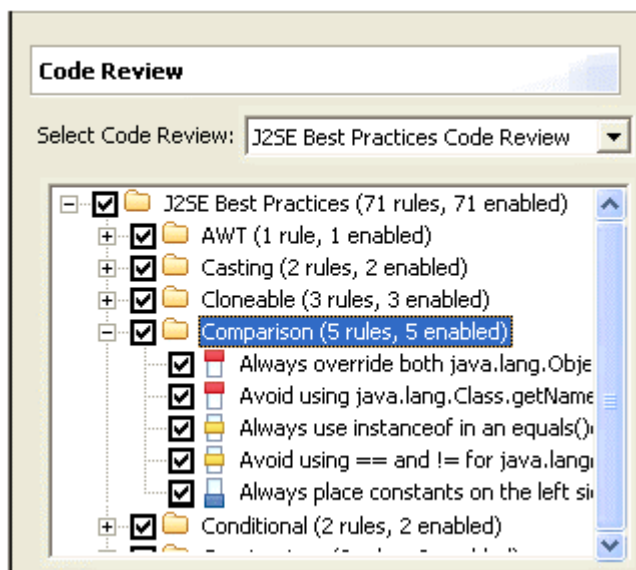 Code Review
Select Code Review: J2SE Best Practices Code Review
J2SE Best Practices (71 rules, 71 enabled)
AWT (1 rule, 1 enabled)
Casting (2 rules, 2 enabled)
Cloneable (3 rules, 3 enabled)
Comparison (5 rules, 5 enabled)
Always override both java.lang.Obje
Avoid using java.lang.Class.getName
Always use instanceof in an equals()
Avoid using == and != for java.lang
Always place constants on the left si
Conditional (2 rules, 2 enabled)